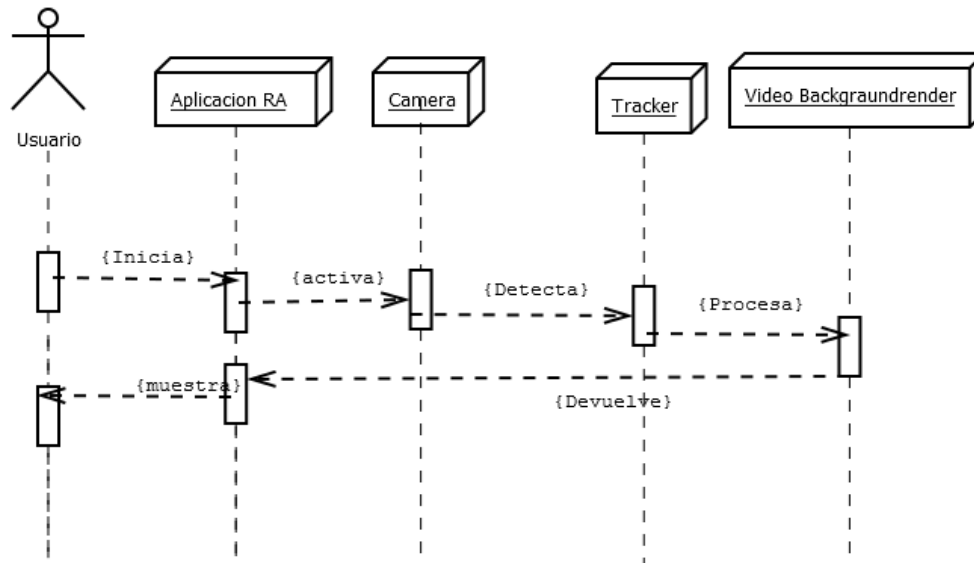 Usuario
Aplicacion RA
Camera
Tracker
Video Backgraundrender
{Inicia}
{activa}
{Detecta}
{Procesa}
{muestra}
{Devuelve}